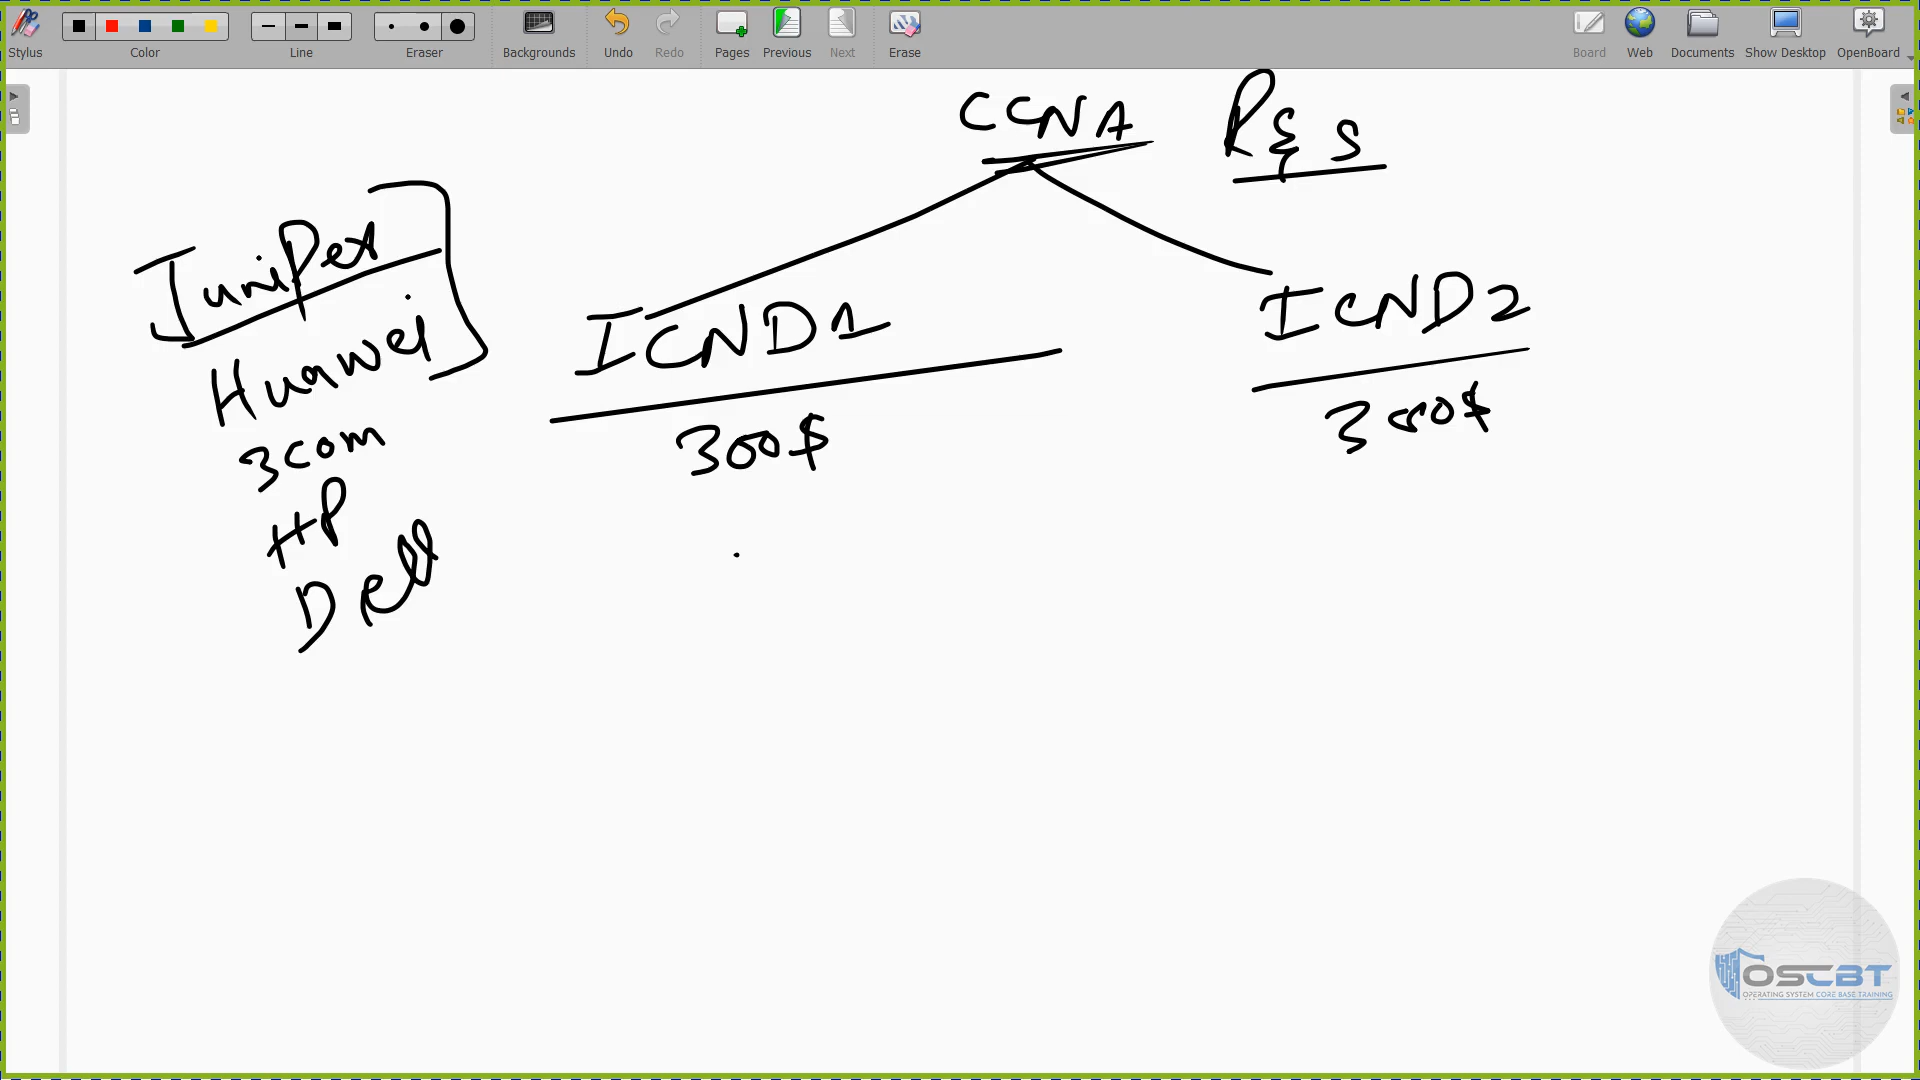 Stylus Color Line Eraser Backgrounds Undo Redo Pages Previous Next Erase Board Web Documents Show Desktop OpenBoard
CCNA R&S
Juniper
Huawei
3com
HP
Dell
ICND1
300$
ICND2
300$
OSCBT
OPERATING SYSTEM CORE BASE TRAINING